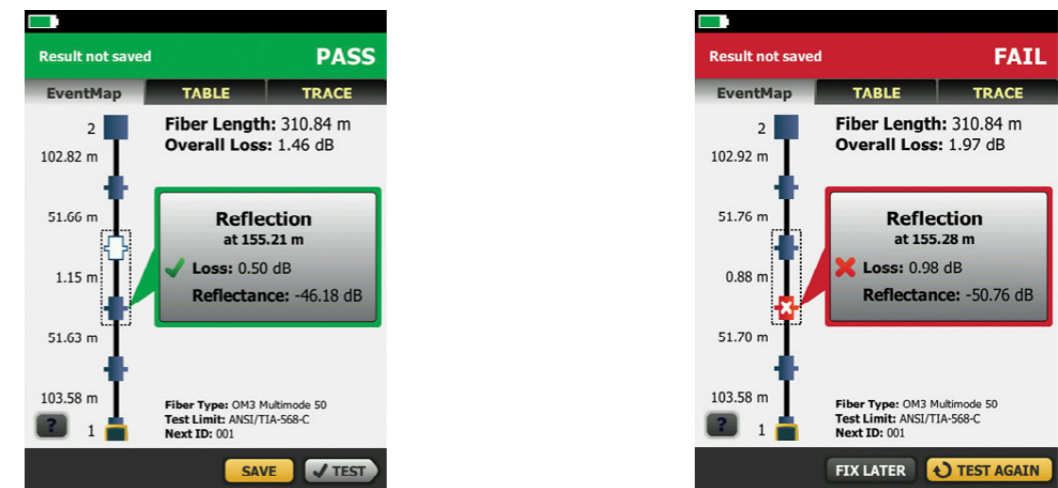 Result not saved PASS
EventMap TABLE TRACE
2
Fiber Length: 310.84 m
Overall Loss: 1.46 dB
102.82 m
51.66 m
Reflection
at 155.21 m
Loss: 0.50 dB
1.15 m
Reflectance: -46.18 dB
51.63 m
103.58 m
Fiber Type: OM3 Multimode 50
Test Limit: ANSI/TIA-568-C
Next ID: 001
? 1
SAVE TEST
Result not saved FAIL
EventMap TABLE TRACE
2
Fiber Length: 310.84 m
Overall Loss: 1.97 dB
102.92 m
51.76 m
Reflection
at 155.28 m
Loss: 0.98 dB
0.88 m
Reflectance: -50.76 dB
51.70 m
103.58 m
Fiber Type: OM3 Multimode 50
Test Limit: ANSI/TIA-568-C
Next ID: 001
? 1
FIX LATER TEST AGAIN